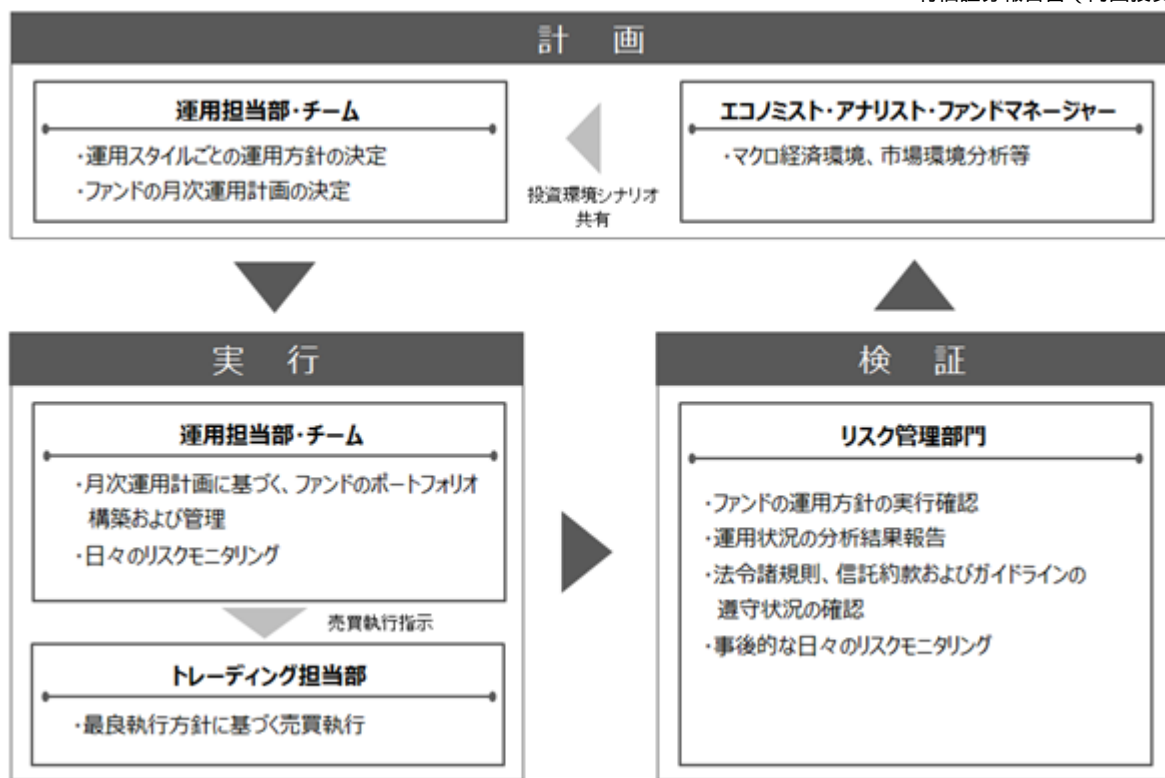 計 画
運用担当部・チーム
・運用スタイルごとの運用方針の決定
・ファンドの月次運用計画の決定
投資環境シナリオ
共有
エコノミスト・アナリスト・ファンドマネージャー
・マクロ経済環境、市場環境分析等
実 行
運用担当部・チーム
・月次運用計画に基づく、ファンドのポートフォリオ
構築および管理
・日々のリスクモニタリング
売買執行指示
トレーディング担当部
・最良執行方針に基づく売買執行
検 証
リスク管理部門
・ファンドの運用方針の実行確認
・運用状況の分析結果報告
・法令諸規則、信託約款およびガイドラインの
遵守状況の確認
・事後的な日々のリスクモニタリング